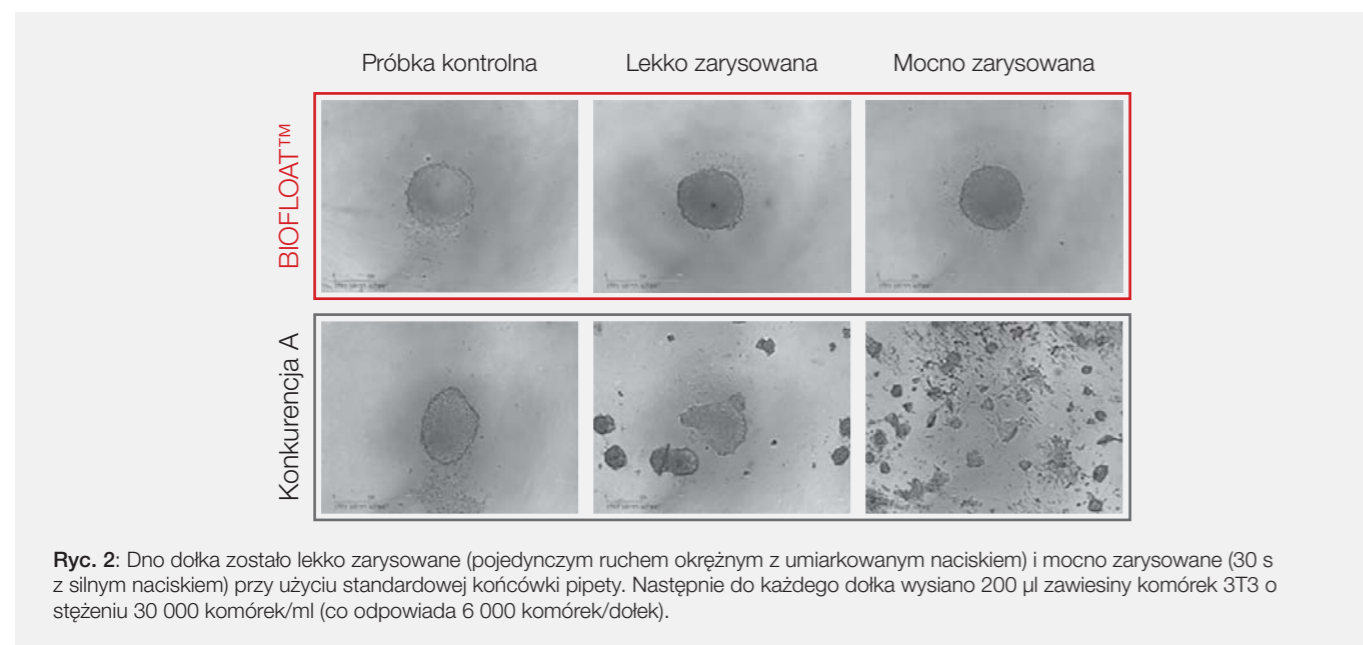 Próbka kontrolna
Lekko zarysowana
Mocno zarysowana
BIOFLOAT™
Konkurencja A
Ryc. 2: Dno dołka zostało lekko zarysowane (pojedynczym ruchem okrężnym z umiarkowanym naciskiem) i mocno zarysowane (30 s
z silnym naciskiem) przy użyciu standardowej końcówki pipety. Następnie do każdego dołka wysiano 200 µl zawiesiny komórek 3T3 o
stężeniu 30 000 komórek/ml (co odpowiada 6 000 komórek/dołek).